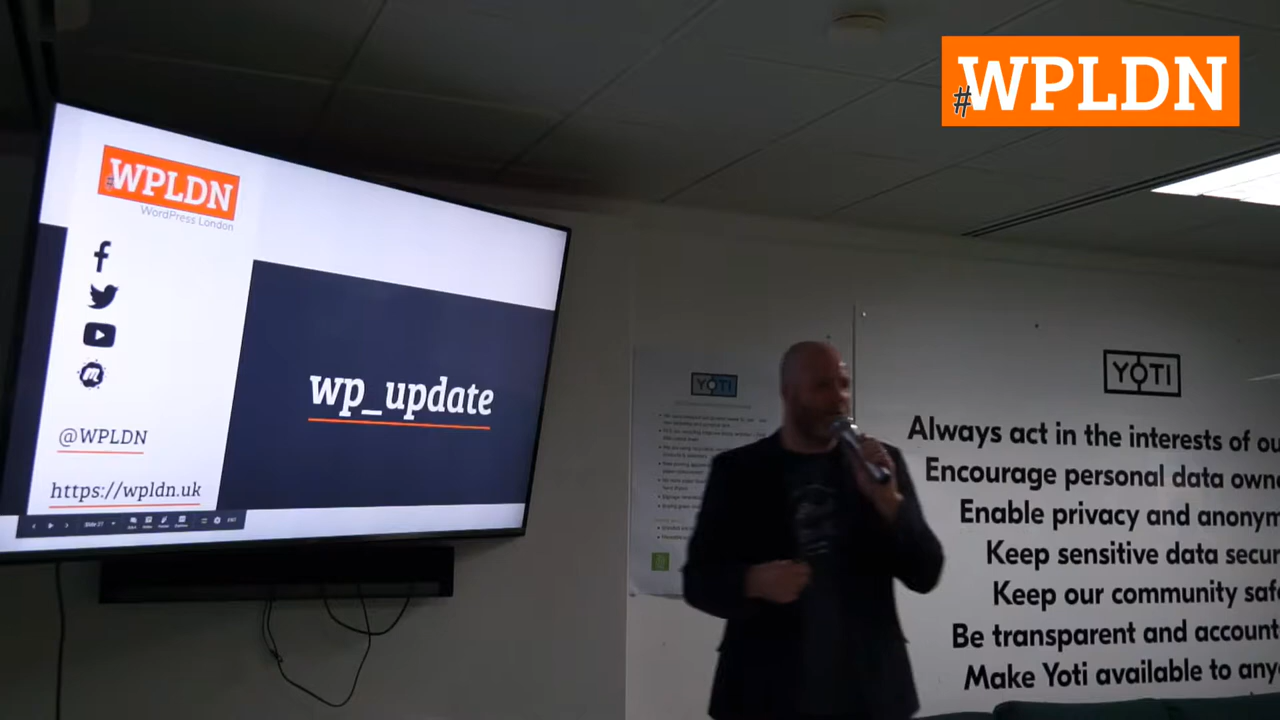 #WPLDN
#WPLDN
WordPress London
wp_update
@WPLDN
https://wpldn.uk
YOTI
YOTI
Always act in the interests of ou
Encourage personal data own
Enable privacy and anonym
Keep sensitive data secur
Keep our community saf
Be transparent and account
Make Yoti available to any